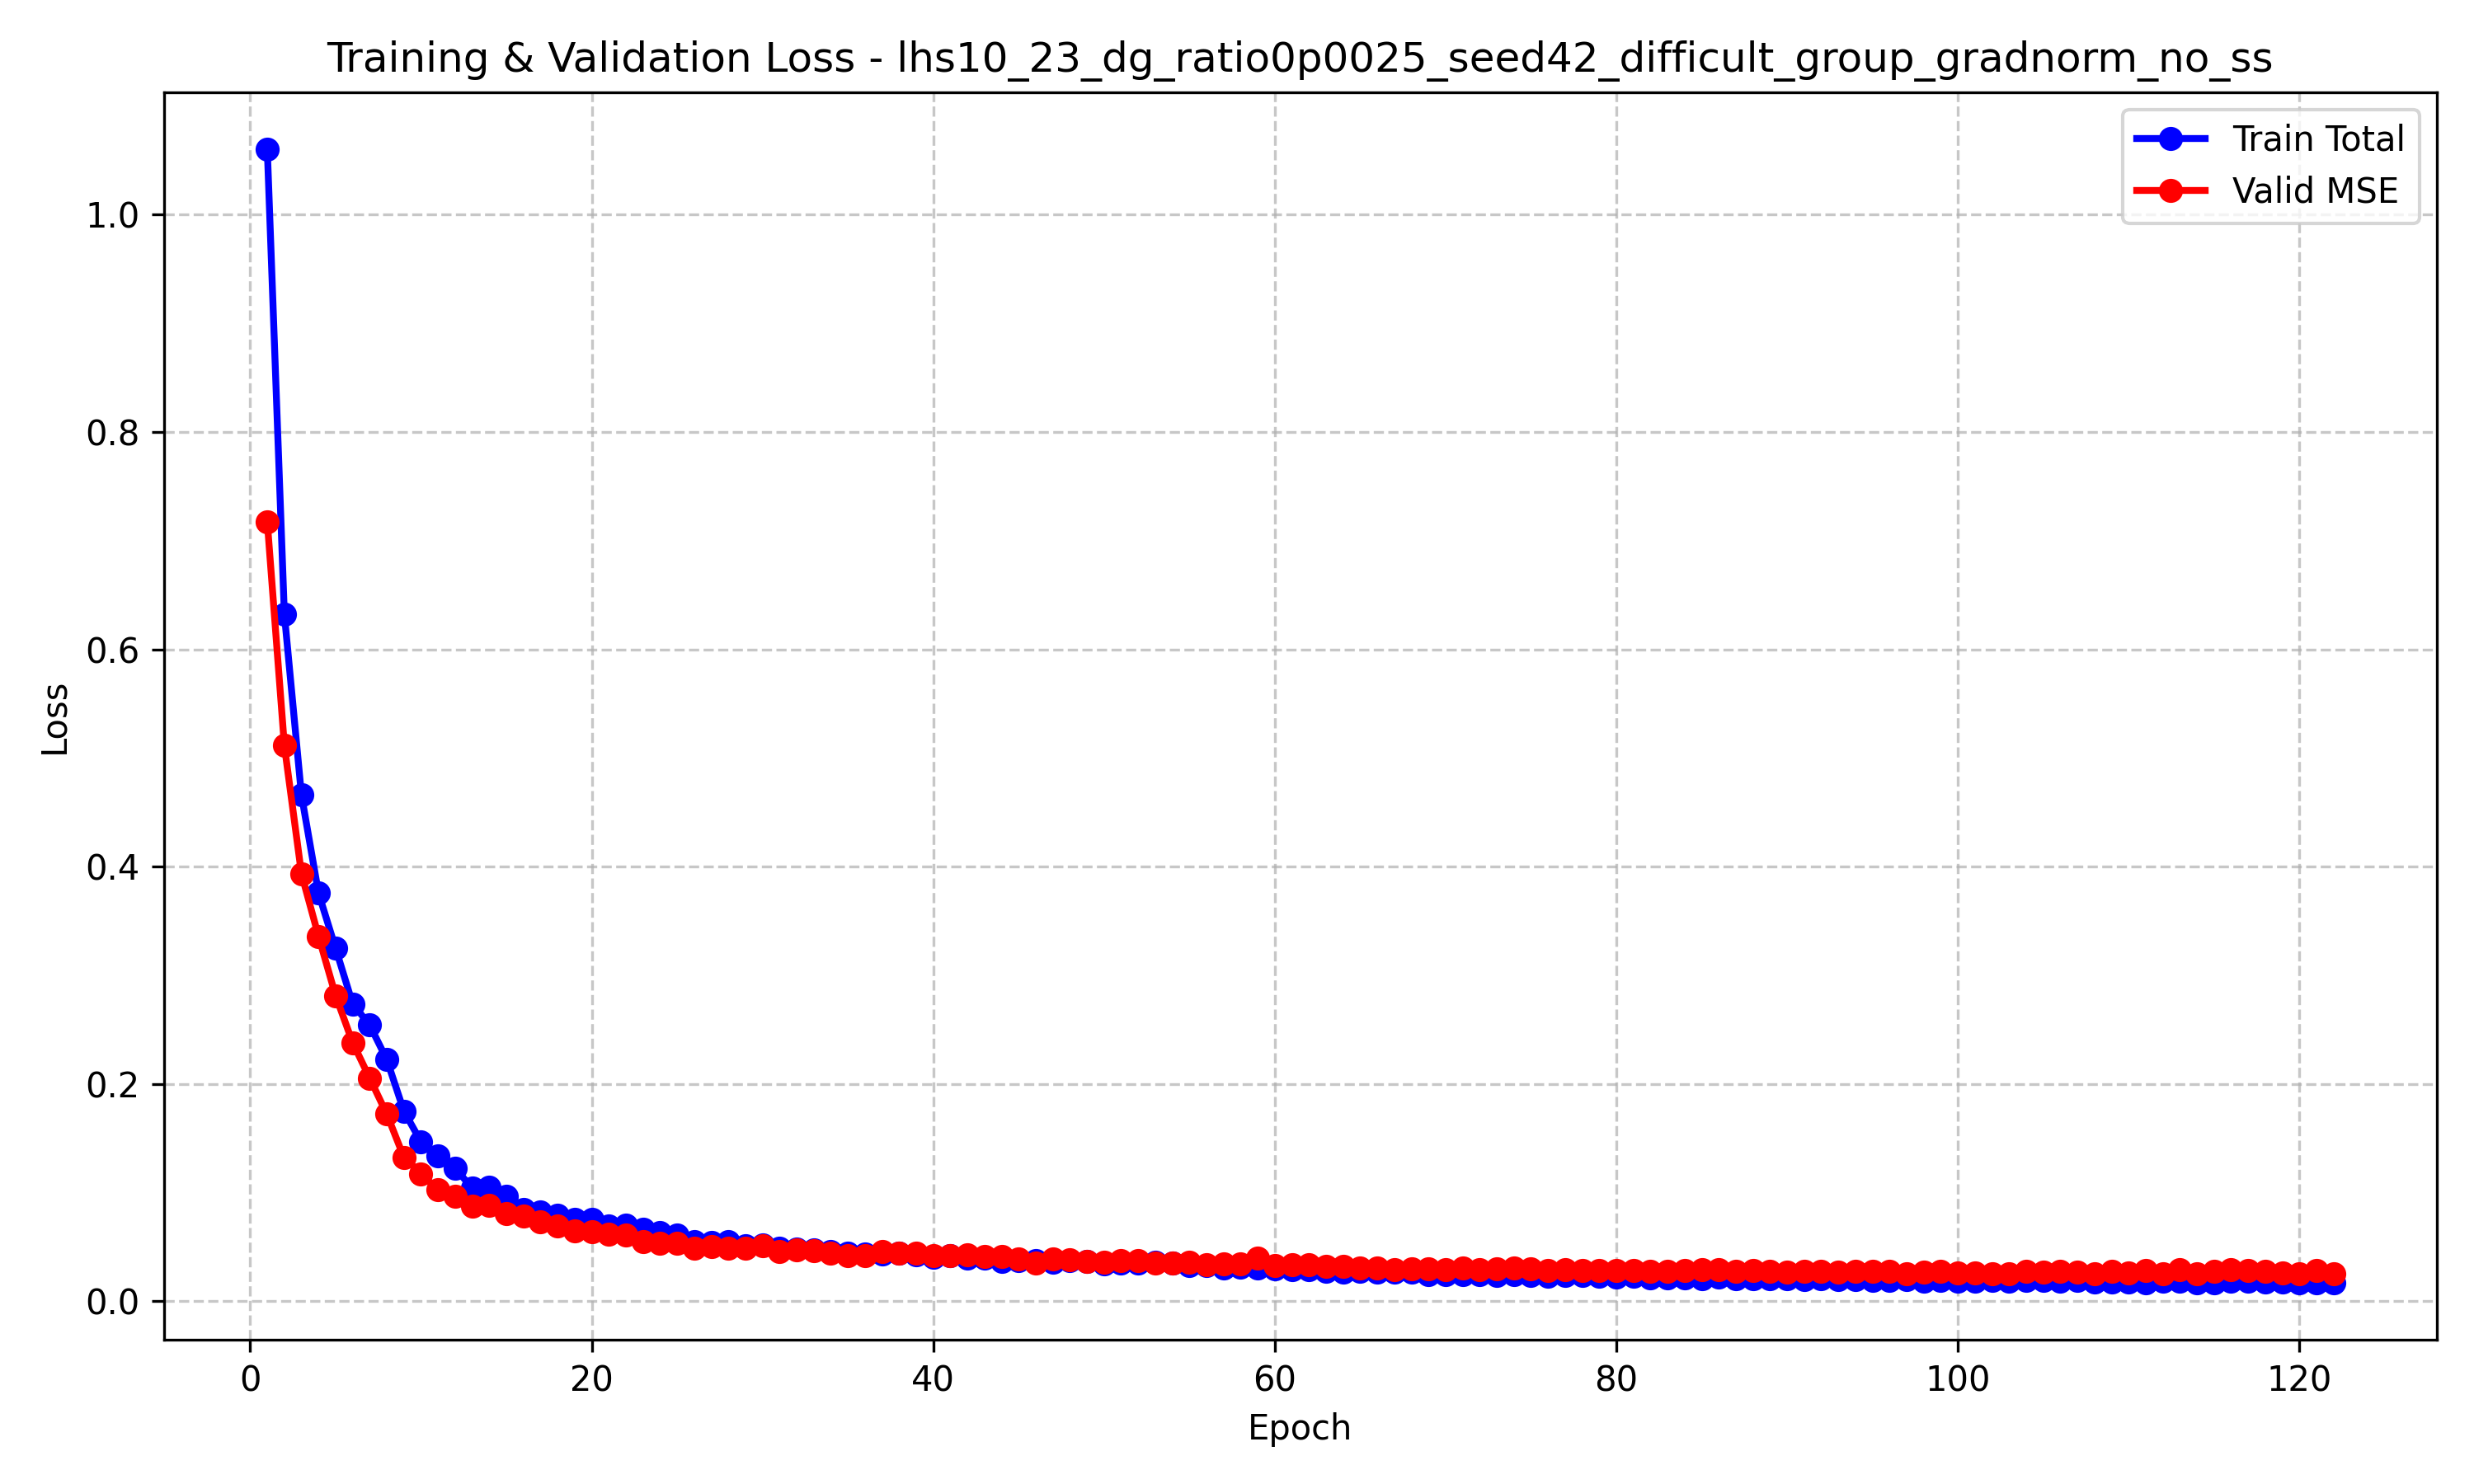 Training & Validation Loss - lhs10_23_dg_ratio0p0025_seed42_difficult_group_gradnorm_no_ss
Train Total
Valid MSE
1.0
0.8
0.6
0.4
0.2
0.0
Loss
0 20 40 60 80 100 120
Epoch